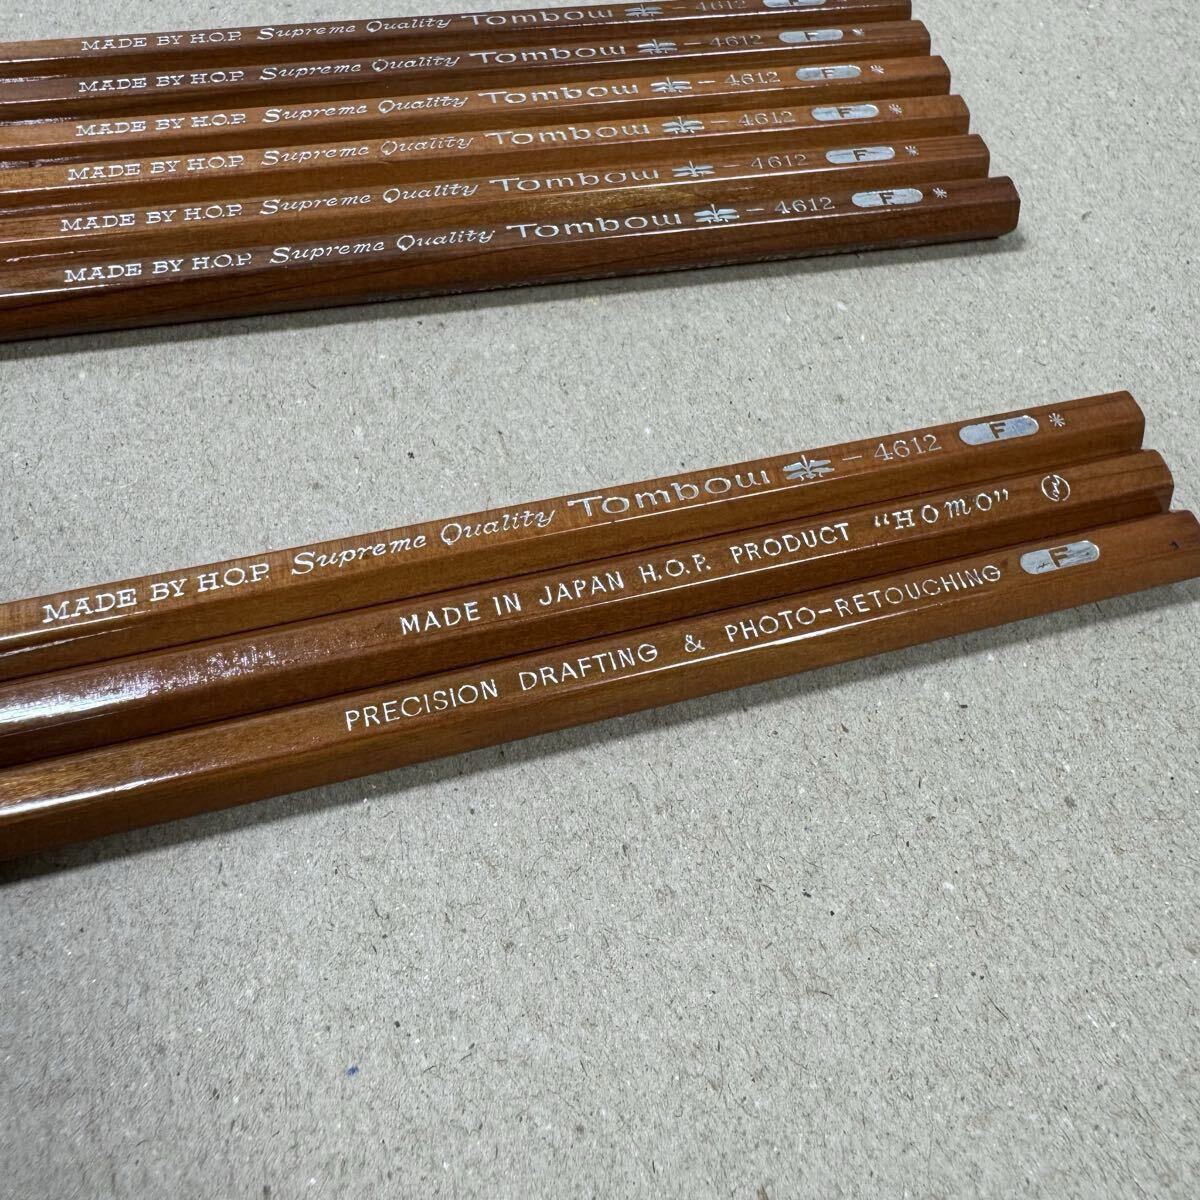 MADE BY H.O.P. Supreme Quality Tombow - 4612 F *
MADE BY H.O.P. Supreme Quality Tombow - 4612 F *
MADE BY H.O.P. Supreme Quality Tombow - 4612 F *
MADE BY H.O.P. Supreme Quality Tombow - 4612 F *
MADE BY H.O.P. Supreme Quality Tombow - 4612 F *
MADE BY H.O.P. Supreme Quality Tombow - 4612 F *
MADE BY H.O.P. Supreme Quality Tombow - 4612 F *
MADE IN JAPAN H.O.P. PRODUCT "HOMO"
PRECISION DRAFTING & PHOTO-RETOUCHING F